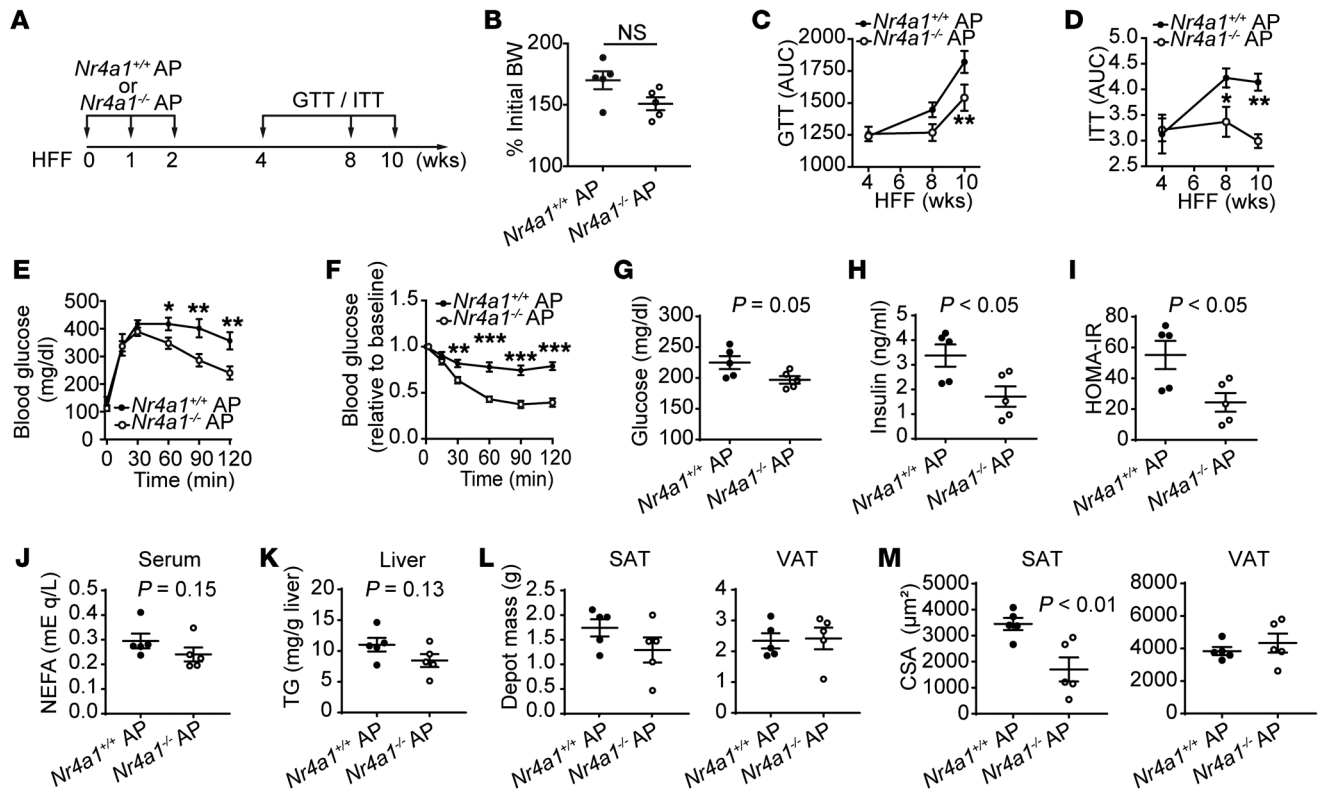 A
Nr4a1+/+ AP
or
Nr4a1-/- AP
GTT / ITT
HFF 0 1 2 4 8 10 (wks)
B
NS
200
150
100
% Initial BW
Nr4a1+/+ AP
Nr4a1-/- AP
C
Nr4a1+/+ AP
Nr4a1-/- AP
2000
1750
1500
1250
1000
GTT (AUC)
**
4 6 8 10
HFF (wks)
D
Nr4a1+/+ AP
Nr4a1-/- AP
5.0
4.5
4.0
3.5
3.0
2.5
ITT (AUC)
* **
4 6 8 10
HFF (wks)
E
500
400
300
200
100
0
Blood glucose
(mg/dl)
* ** **
Nr4a1+/+ AP
Nr4a1-/- AP
0 30 60 90 120
Time (min)
F
1.5
1.0
0.5
0.0
Blood glucose
(relative to baseline)
Nr4a1+/+ AP
Nr4a1-/- AP
** *** *** ***
0 30 60 90 120
Time (min)
G
P = 0.05
300
250
200
150
100
Glucose (mg/dl)
Nr4a1+/+ AP
Nr4a1-/- AP
H
P < 0.05
5
4
3
2
1
0
Insulin (ng/ml)
Nr4a1+/+ AP
Nr4a1-/- AP
I
P < 0.05
80
60
40
20
0
HOMA-IR
Nr4a1+/+ AP
Nr4a1-/- AP
J
Serum
P = 0.15
0.5
0.4
0.3
0.2
0.1
0.0
NEFA (mE q/L)
Nr4a1+/+ AP
Nr4a1-/- AP
K
Liver
P = 0.13
20
15
10
5
0
TG (mg/g liver)
Nr4a1+/+ AP
Nr4a1-/- AP
L
SAT
2.5
2.0
1.5
1.0
0.5
0.0
Depot mass (g)
Nr4a1+/+ AP
Nr4a1-/- AP
VAT
4
3
2
1
0
Nr4a1+/+ AP
Nr4a1-/- AP
M
SAT
P < 0.01
5000
4000
3000
2000
1000
0
CSA (µm²)
Nr4a1+/+ AP
Nr4a1-/- AP
VAT
8000
6000
4000
2000
0
Nr4a1+/+ AP
Nr4a1-/- AP